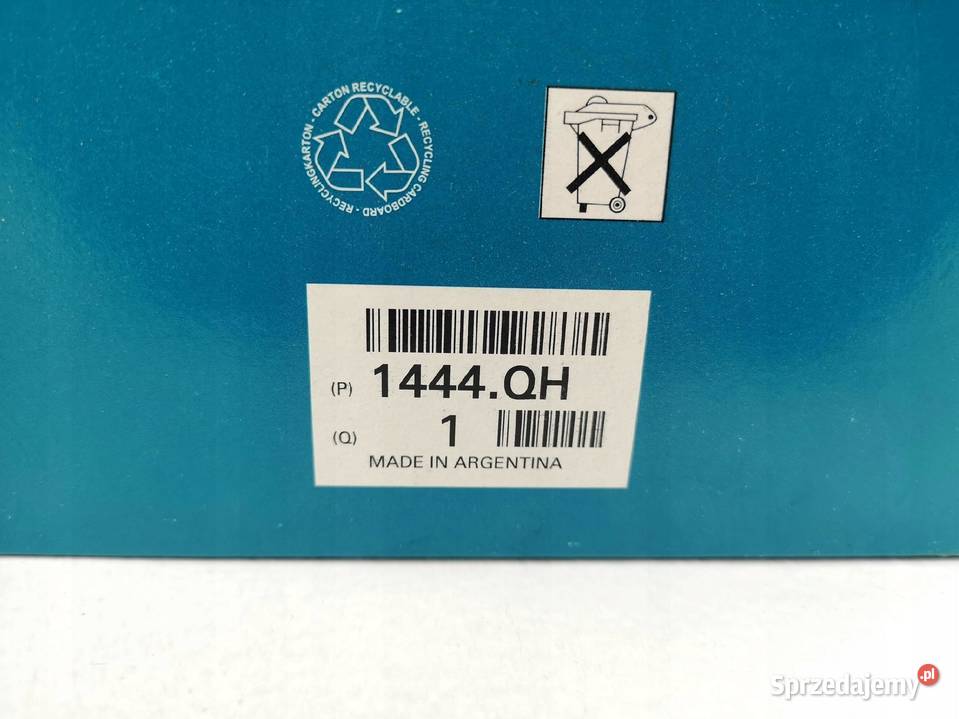 CARTON RECYCLABLE - RECYCLING CARDBOARD - RECYCLINGKARTON -
(P) 1444.QH
(Q) 1
MADE IN ARGENTINA
Sprzedajemy.pl